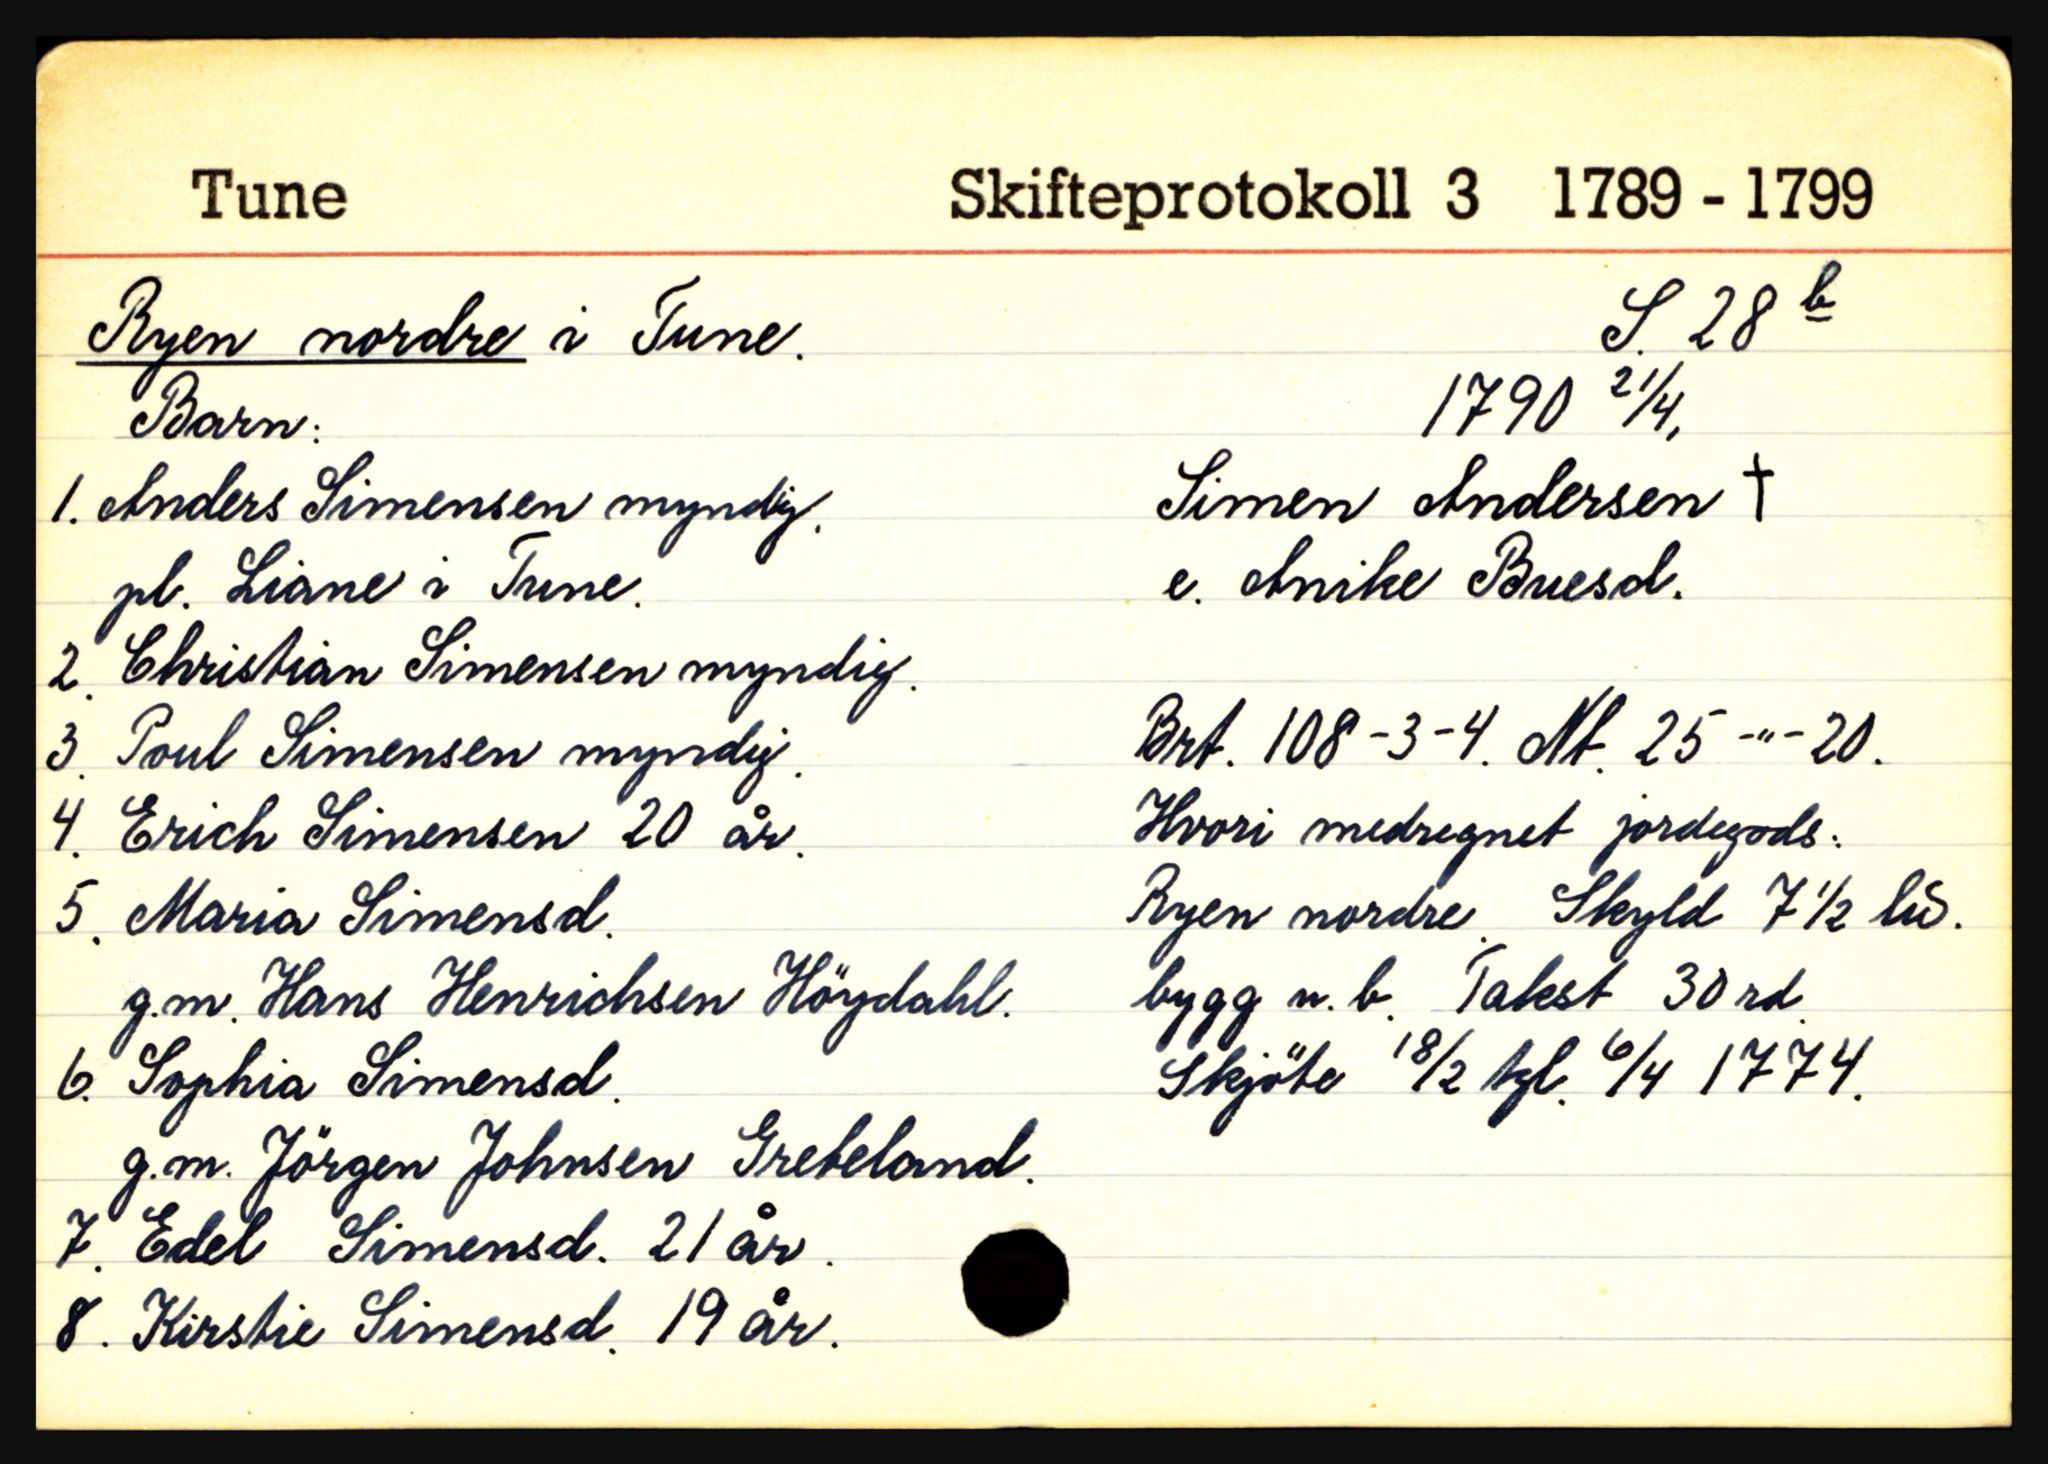 Tune
Skifteprotokoll 3 1789 - 1799
Ryen nordre i Tune.
Barn:
1. Anders Simensen myndig.
pl. Liane i Tune.
2. Christian Simensen myndig.
3. Poul Simensen myndig.
4. Erich Simensen 20 år.
5. Maria Simensd.
g.m. Hans Henrichsen Höydahl.
6. Sophia Simensd.
g.m. Jörgen Johnsen Greteland.
7. Edel Simensd. 21 år.
8. Kirstie Simensd. 19 år.
S. 28 b
1790 21/4,
Simen Andersen †
e. Anike Buesd.
Brt. 108-3-4. Nt. 25-"-20.
Hvori medregnet jordegods:
Ryen nordre. Skyld 7 1/2 lið.
bygg u. b. Takst 30 rd.
Skjöte 18/2 tgl. 6/4 1774.